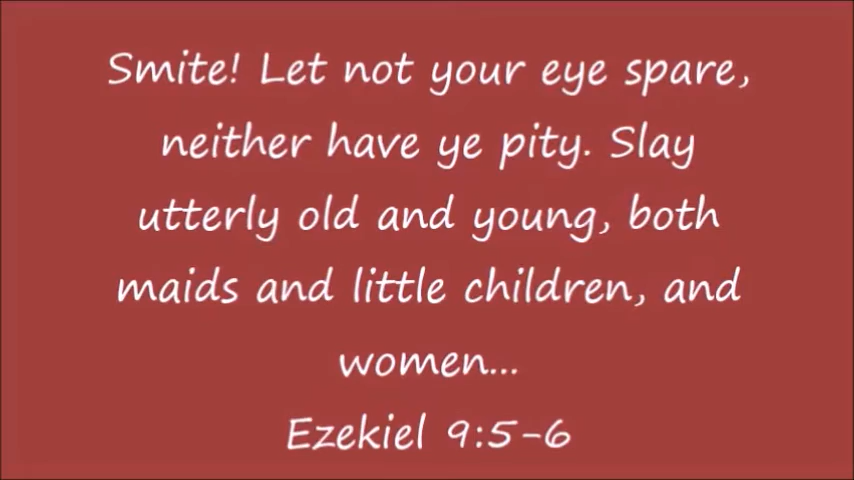 Smite! Let not your eye spare,
neither have ye pity. Slay
utterly old and young, both
maids and little children, and
women...
Ezekiel 9:5-6